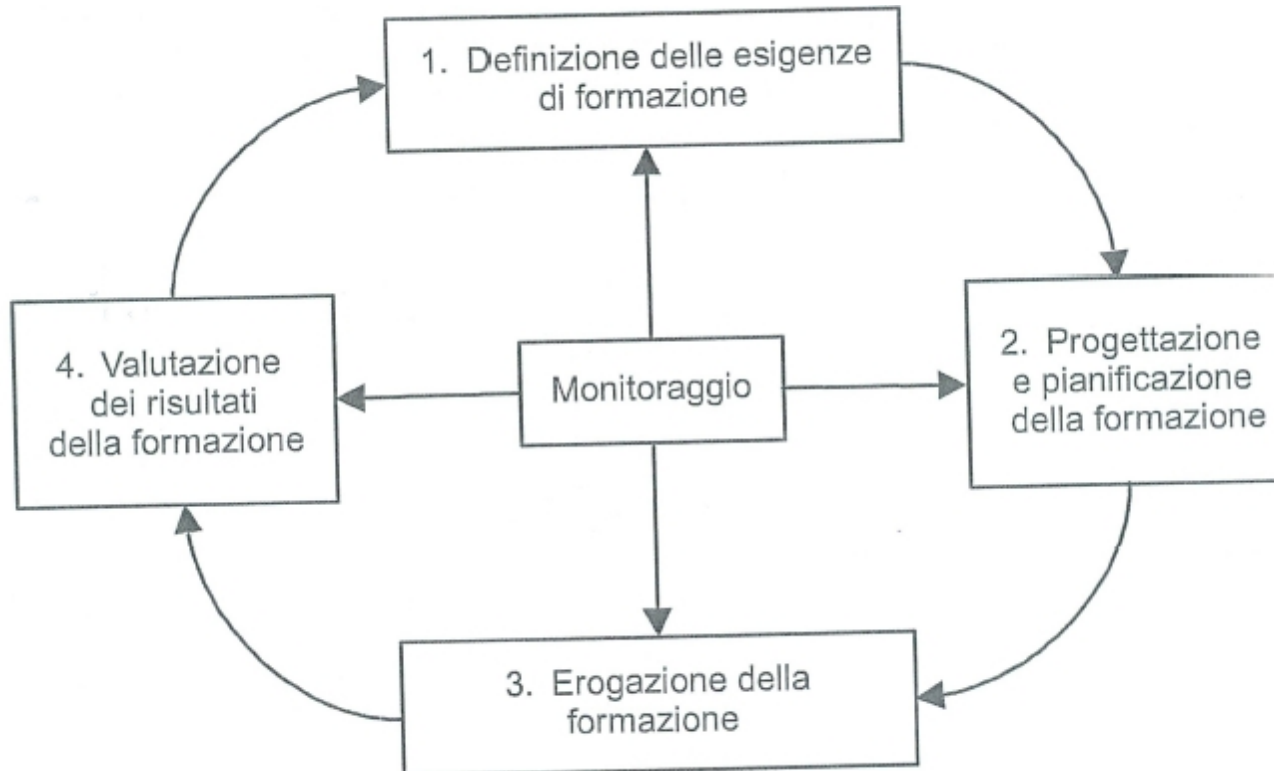 1. Definizione delle esigenze
di formazione
4. Valutazione
dei risultati
della formazione
Monitoraggio
2. Progettazione
e pianificazione
della formazione
3. Erogazione della
formazione